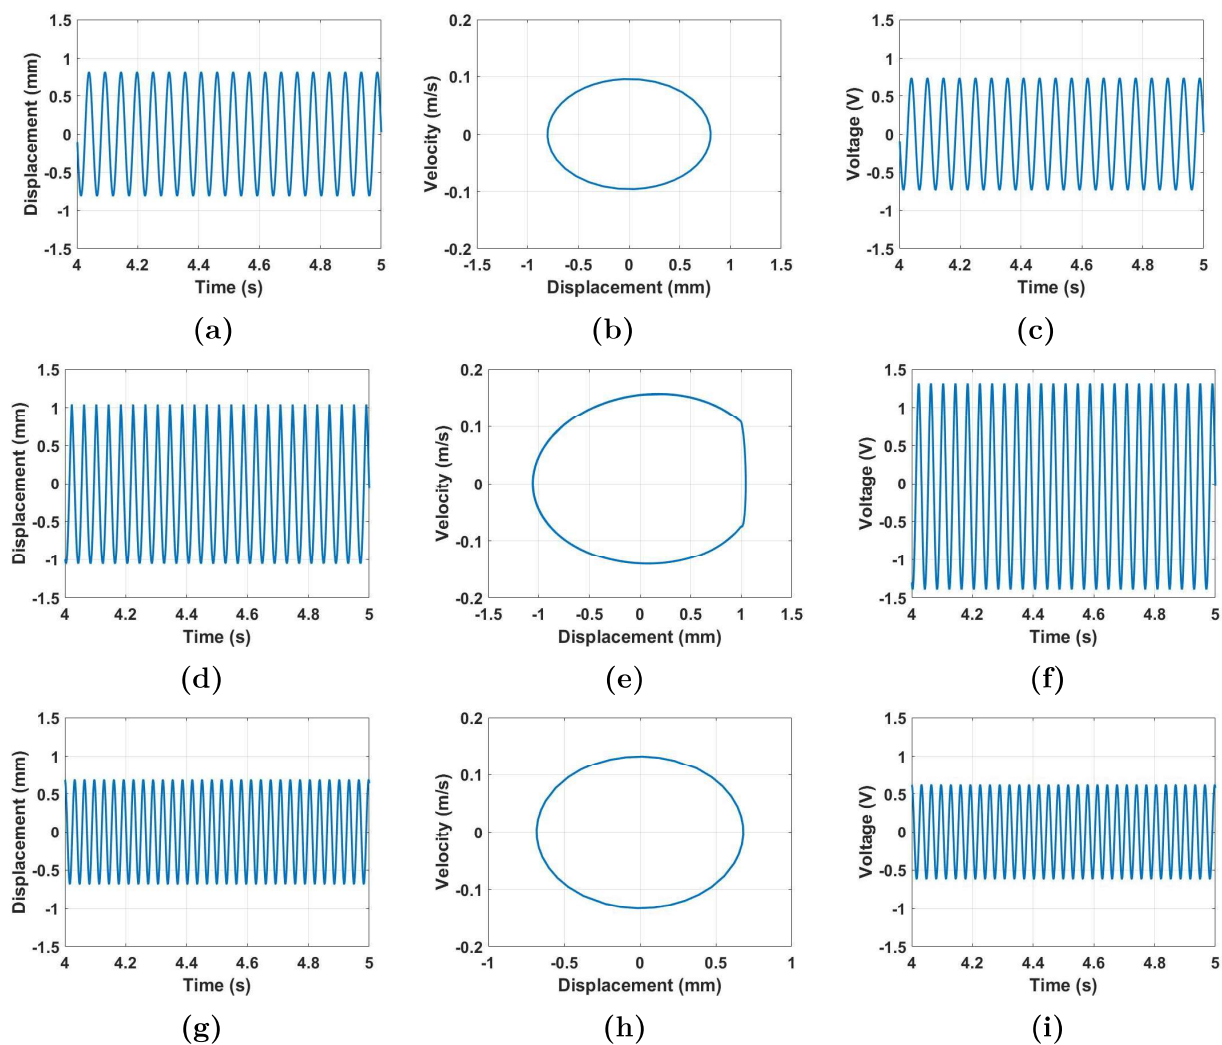 Displacement (mm)
1.5
1
0.5
0
-0.5
-1
-1.5
4 4.2 4.4 4.6 4.8 5
Time (s)
(a)
Velocity (m/s)
0.2
0.1
0
-0.1
-0.2
-1.5 -1 -0.5 0 0.5 1 1.5
Displacement (mm)
(b)
Voltage (V)
1.5
1
0.5
0
-0.5
-1
-1.5
4 4.2 4.4 4.6 4.8 5
Time (s)
(c)
Displacement (mm)
1.5
1
0.5
0
-0.5
-1
-1.5
4 4.2 4.4 4.6 4.8 5
Time (s)
(d)
Velocity (m/s)
0.2
0.1
0
-0.1
-0.2
-1.5 -1 -0.5 0 0.5 1 1.5
Displacement (mm)
(e)
Voltage (V)
1.5
1
0.5
0
-0.5
-1
-1.5
4 4.2 4.4 4.6 4.8 5
Time (s)
(f)
Displacement (mm)
1.5
1
0.5
0
-0.5
-1
-1.5
4 4.2 4.4 4.6 4.8 5
Time (s)
(g)
Velocity (m/s)
0.2
0.1
0
-0.1
-0.2
-1 -0.5 0 0.5 1
Displacement (mm)
(h)
Voltage (V)
1.5
1
0.5
0
-0.5
-1
-1.5
4 4.2 4.4 4.6 4.8 5
Time (s)
(i)